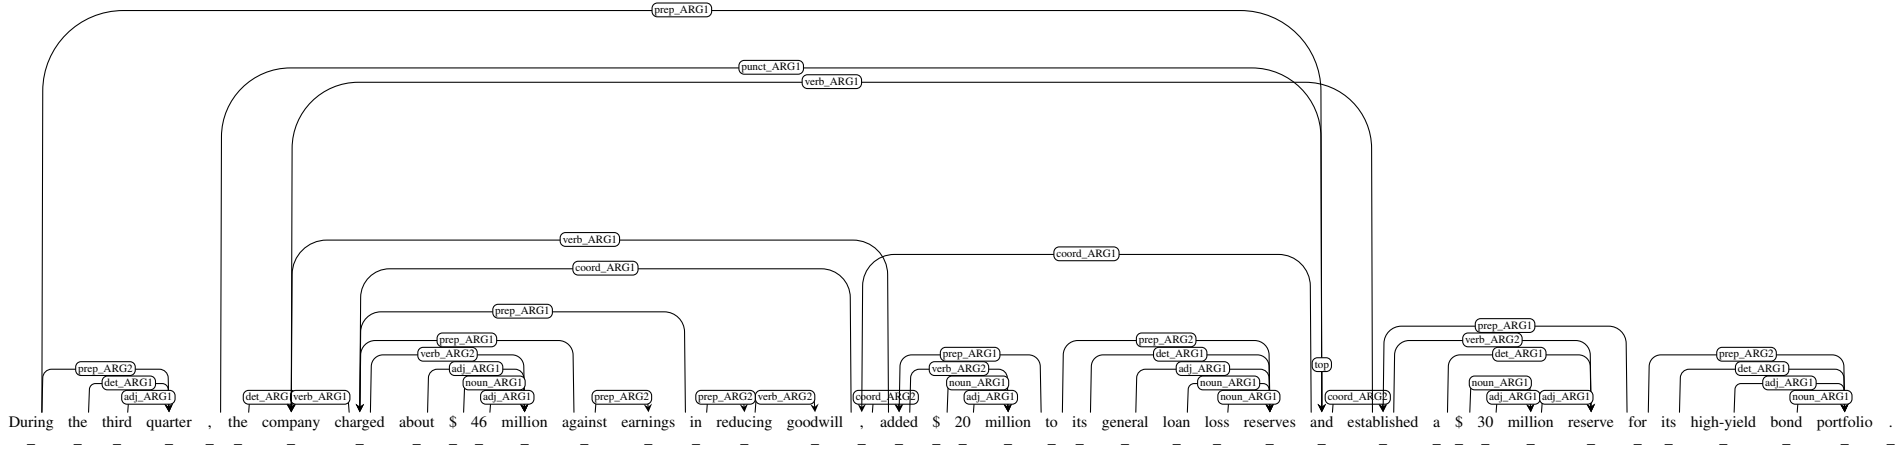 prep_ARG1
punct_ARG1
verb_ARG1
verb_ARG1
coord_ARG1
coord_ARG1
prep_ARG1
prep_ARG1
prep_ARG1 prep_ARG2 verb_ARG2
verb_ARG2 prep_ARG1 det_ARG1 det_ARG1 prep_ARG2
top
prep_ARG2 adj_ARG1 verb_ARG2 adj_ARG1 det_ARG1
det_ARG1 noun_ARG1 noun_ARG1 noun_ARG1 noun_ARG1 adj_ARG1
adj_ARG1 det_ARG1 verb_ARG1 adj_ARG1 prep_ARG2 prep_ARG2 verb_ARG2 coord_ARG2 adj_ARG1 noun_ARG1 coord_ARG2 adj_ARG1 adj_ARG1 noun_ARG1
During the third quarter , the company charged about $ 46 million against earnings in reducing goodwill , added $ 20 million to its general loan loss reserves and established a $ 30 million reserve for its high-yield bond portfolio .
_ _ _ _ _ _ _ _ _ _ _ _ _ _ _ _ _ _ _ _ _ _ _ _ _ _ _ _ _ _ _ _ _ _ _ _ _ _ _ _ _ _